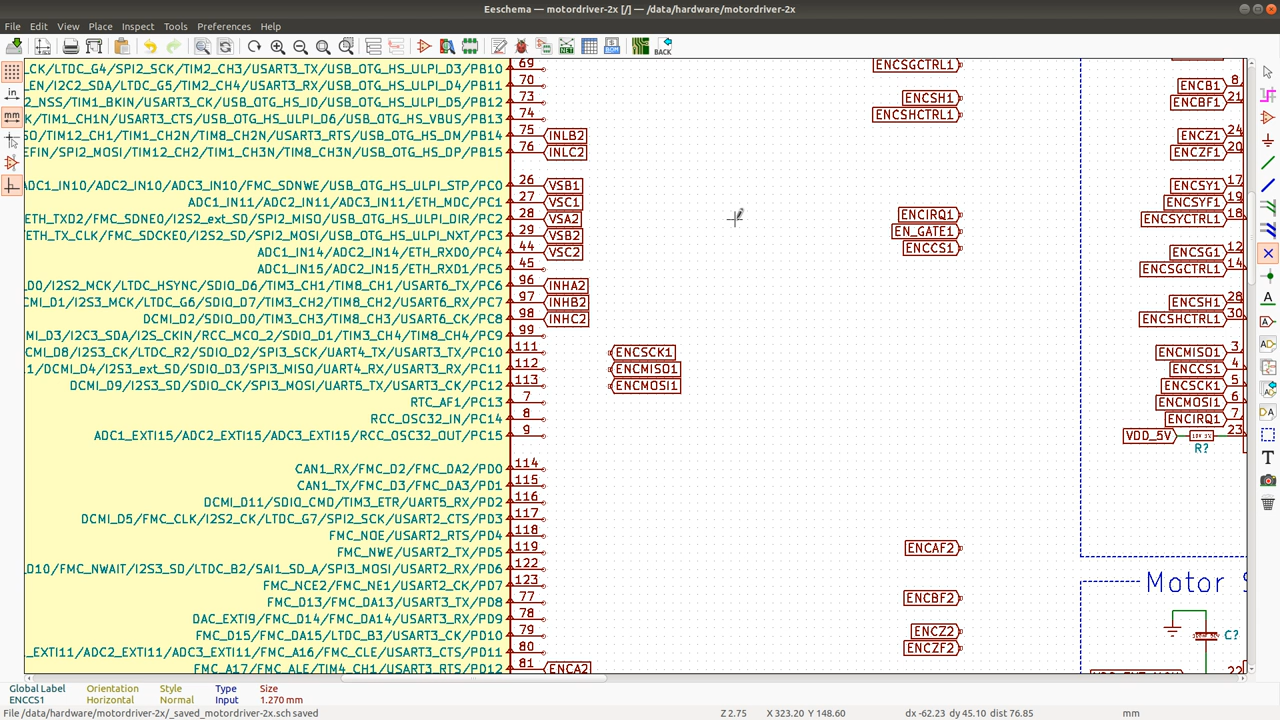 Eeschema — motordriver-2x [/] — /data/hardware/motordriver-2x
File Edit View Place Inspect Tools Preferences Help
BACK
in
mm
_CK/LTDC_G4/SPI2_SCK/TIM2_CH3/USART3_TX/USB_OTG_HS_ULPI_D3/PB10 69
_EN/I2C2_SDA/LTDC_G5/TIM2_CH4/USART3_RX/USB_OTG_HS_ULPI_D4/PB11 70
2_NSS/TIM1_BKIN/USART3_CK/USB_OTG_HS_ID/USB_OTG_HS_ULPI_D5/PB12 73
K/TIM1_CH1N/USART3_CTS/USB_OTG_HS_ULPI_D6/USB_OTG_HS_VBUS/PB13 74
SO/TIM12_CH1/TIM1_CH2N/TIM8_CH2N/USART3_RTS/USB_OTG_HS_DM/PB14 75 INLB2
EFIN/SPI2_MOSI/TIM12_CH2/TIM1_CH3N/TIM8_CH3N/USB_OTG_HS_DP/PB15 76 INLC2
ADC1_IN10/ADC2_IN10/ADC3_IN10/FMC_SDNWE/USB_OTG_HS_ULPI_STP/PC0 26 VSB1
ADC1_IN11/ADC2_IN11/ADC3_IN11/ETH_MDC/PC1 27 VSC1
ETH_TXD2/FMC_SDNE0/I2S2_ext_SD/SPI2_MISO/USB_OTG_HS_ULPI_DIR/PC2 28 VSA2
ETH_TX_CLK/FMC_SDCKE0/I2S2_SD/SPI2_MOSI/USB_OTG_HS_ULPI_NXT/PC3 29 VSB2
ADC1_IN14/ADC2_IN14/ETH_RXD0/PC4 44 VSC2
ADC1_IN15/ADC2_IN15/ETH_RXD1/PC5 45
D0/I2S2_MCK/LTDC_HSYNC/SDIO_D6/TIM3_CH1/TIM8_CH1/USART6_TX/PC6 96 INHA2
CMI_D1/I2S3_MCK/LTDC_G6/SDIO_D7/TIM3_CH2/TIM8_CH2/USART6_RX/PC7 97 INHB2
DCMI_D2/SDIO_D0/TIM3_CH3/TIM8_CH3/USART6_CK/PC8 98 INHC2
MI_D3/I2C3_SDA/I2S_CKIN/RCC_MCO_2/SDIO_D1/TIM3_CH4/TIM8_CH4/PC9 99
CMI_D8/I2S3_CK/LTDC_R2/SDIO_D2/SPI3_SCK/UART4_TX/USART3_TX/PC10 111
1/DCMI_D4/I2S3_ext_SD/SDIO_D3/SPI3_MISO/UART4_RX/USART3_RX/PC11 112
DCMI_D9/I2S3_SD/SDIO_CK/SPI3_MOSI/UART5_TX/USART3_CK/PC12 113
RTC_AF1/PC13 7
RCC_OSC32_IN/PC14 8
ADC1_EXTI15/ADC2_EXTI15/ADC3_EXTI15/RCC_OSC32_OUT/PC15 9
CAN1_RX/FMC_D2/FMC_DA2/PD0 114
CAN1_TX/FMC_D3/FMC_DA3/PD1 115
DCMI_D11/SDIO_CMD/TIM3_ETR/UART5_RX/PD2 116
DCMI_D5/FMC_CLK/I2S2_CK/LTDC_G7/SPI2_SCK/USART2_CTS/PD3 117
FMC_NOE/USART2_RTS/PD4 118
FMC_NWE/USART2_TX/PD5 119
_D10/FMC_NWAIT/I2S3_SD/LTDC_B2/SAI1_SD_A/SPI3_MOSI/USART2_RX/PD6 122
FMC_NCE2/FMC_NE1/USART2_CK/PD7 123
FMC_D13/FMC_DA13/USART3_TX/PD8 77
DAC_EXTI9/FMC_D14/FMC_DA14/USART3_RX/PD9 78
FMC_D15/FMC_DA15/LTDC_B3/USART3_CK/PD10 79
_EXTI11/ADC2_EXTI11/ADC3_EXTI11/FMC_A16/FMC_CLE/USART3_CTS/PD11 80
FMC_A17/FMC_ALE/TIM4_CH1/USART3_RTS/PD12 81 ENCA2
ENCSCK1
ENCMISO1
ENCMOSI1
ENCSGCTRL1
ENCSH1
ENCSHCTRL1
ENCIRQ1
EN_GATE1
ENCCS1
ENCAF2
ENCBF2
ENCZ2
ENCZF2
ENCB1 8
ENCBF1 21
ENCZ1 24
ENCZF1 20
ENCSY1 17
ENCSYF1 19
ENCSYCTRL1 18
ENCSG1 12
ENCSGCTRL1 14
ENCSH1 28
ENCSHCTRL1 30
ENCMISO1 3
ENCCS1 4
ENCSCK1 5
ENCMOSI1 6
ENCIRQ1 7
VDD_5V 23
R?
Motor S
C?
22
Global Label Orientation Style Type Size
ENCCS1 Horizontal Normal Input 1.270 mm
File /data/hardware/motordriver-2x/_saved_motordriver-2x.sch saved Z 2.75 X 323.20 Y 148.60 dx -62.23 dy 45.10 dist 76.85 mm